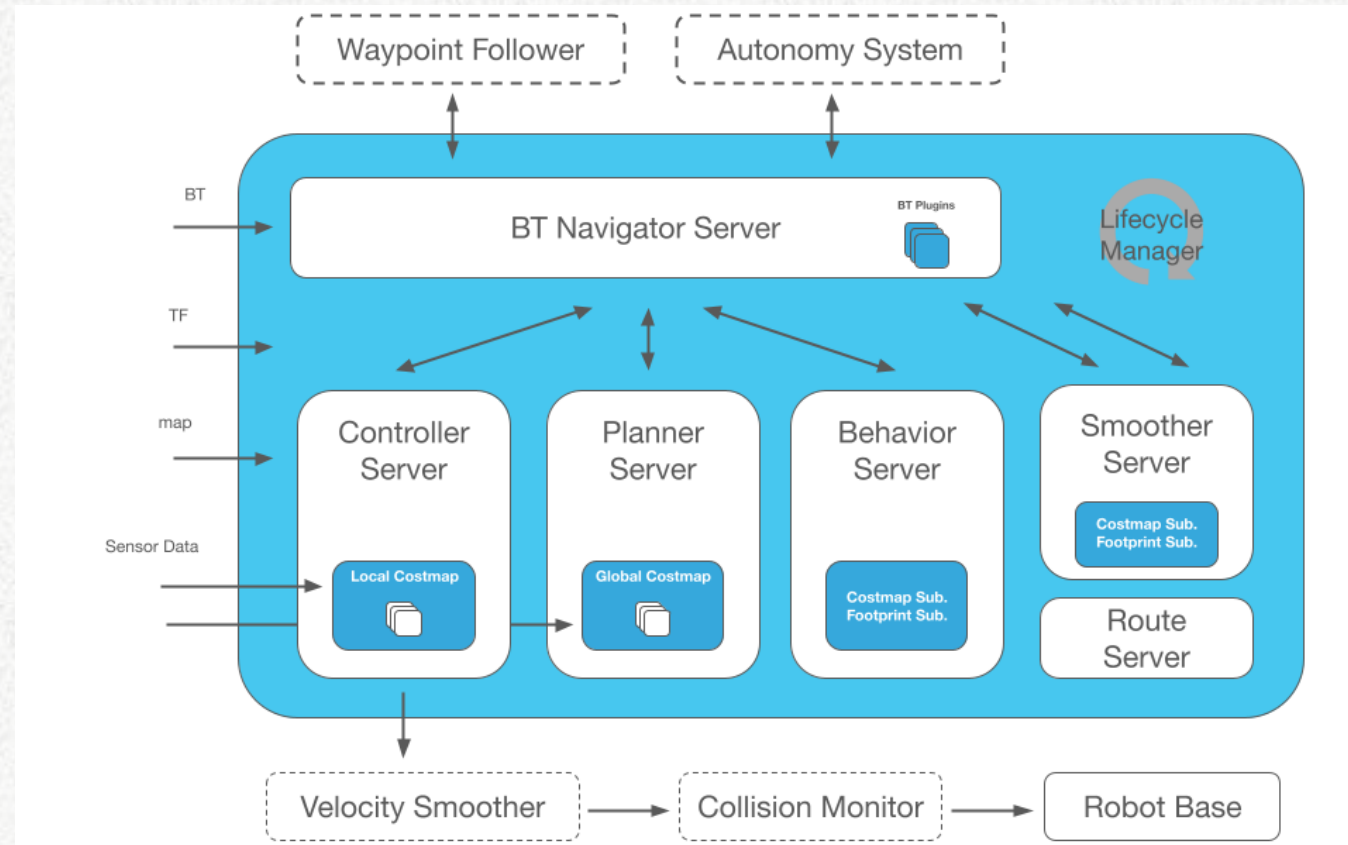 Waypoint Follower
Autonomy System
BT
BT Navigator Server
BT Plugins
Lifecycle
Manager
TF
map
Sensor Data
Controller
Server
Local Costmap
Planner
Server
Global Costmap
Behavior
Server
Costmap Sub.
Footprint Sub.
Smoother
Server
Costmap Sub.
Footprint Sub.
Route
Server
Velocity Smoother
Collision Monitor
Robot Base